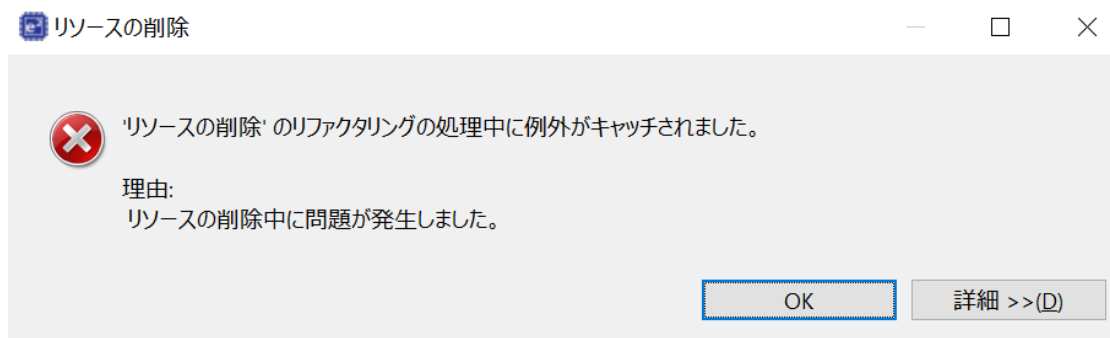 リソースの削除
'リソースの削除' のリファクタリングの処理中に例外がキャッチされました。
理由:
リソースの削除中に問題が発生しました。
OK
詳細 >>(D)